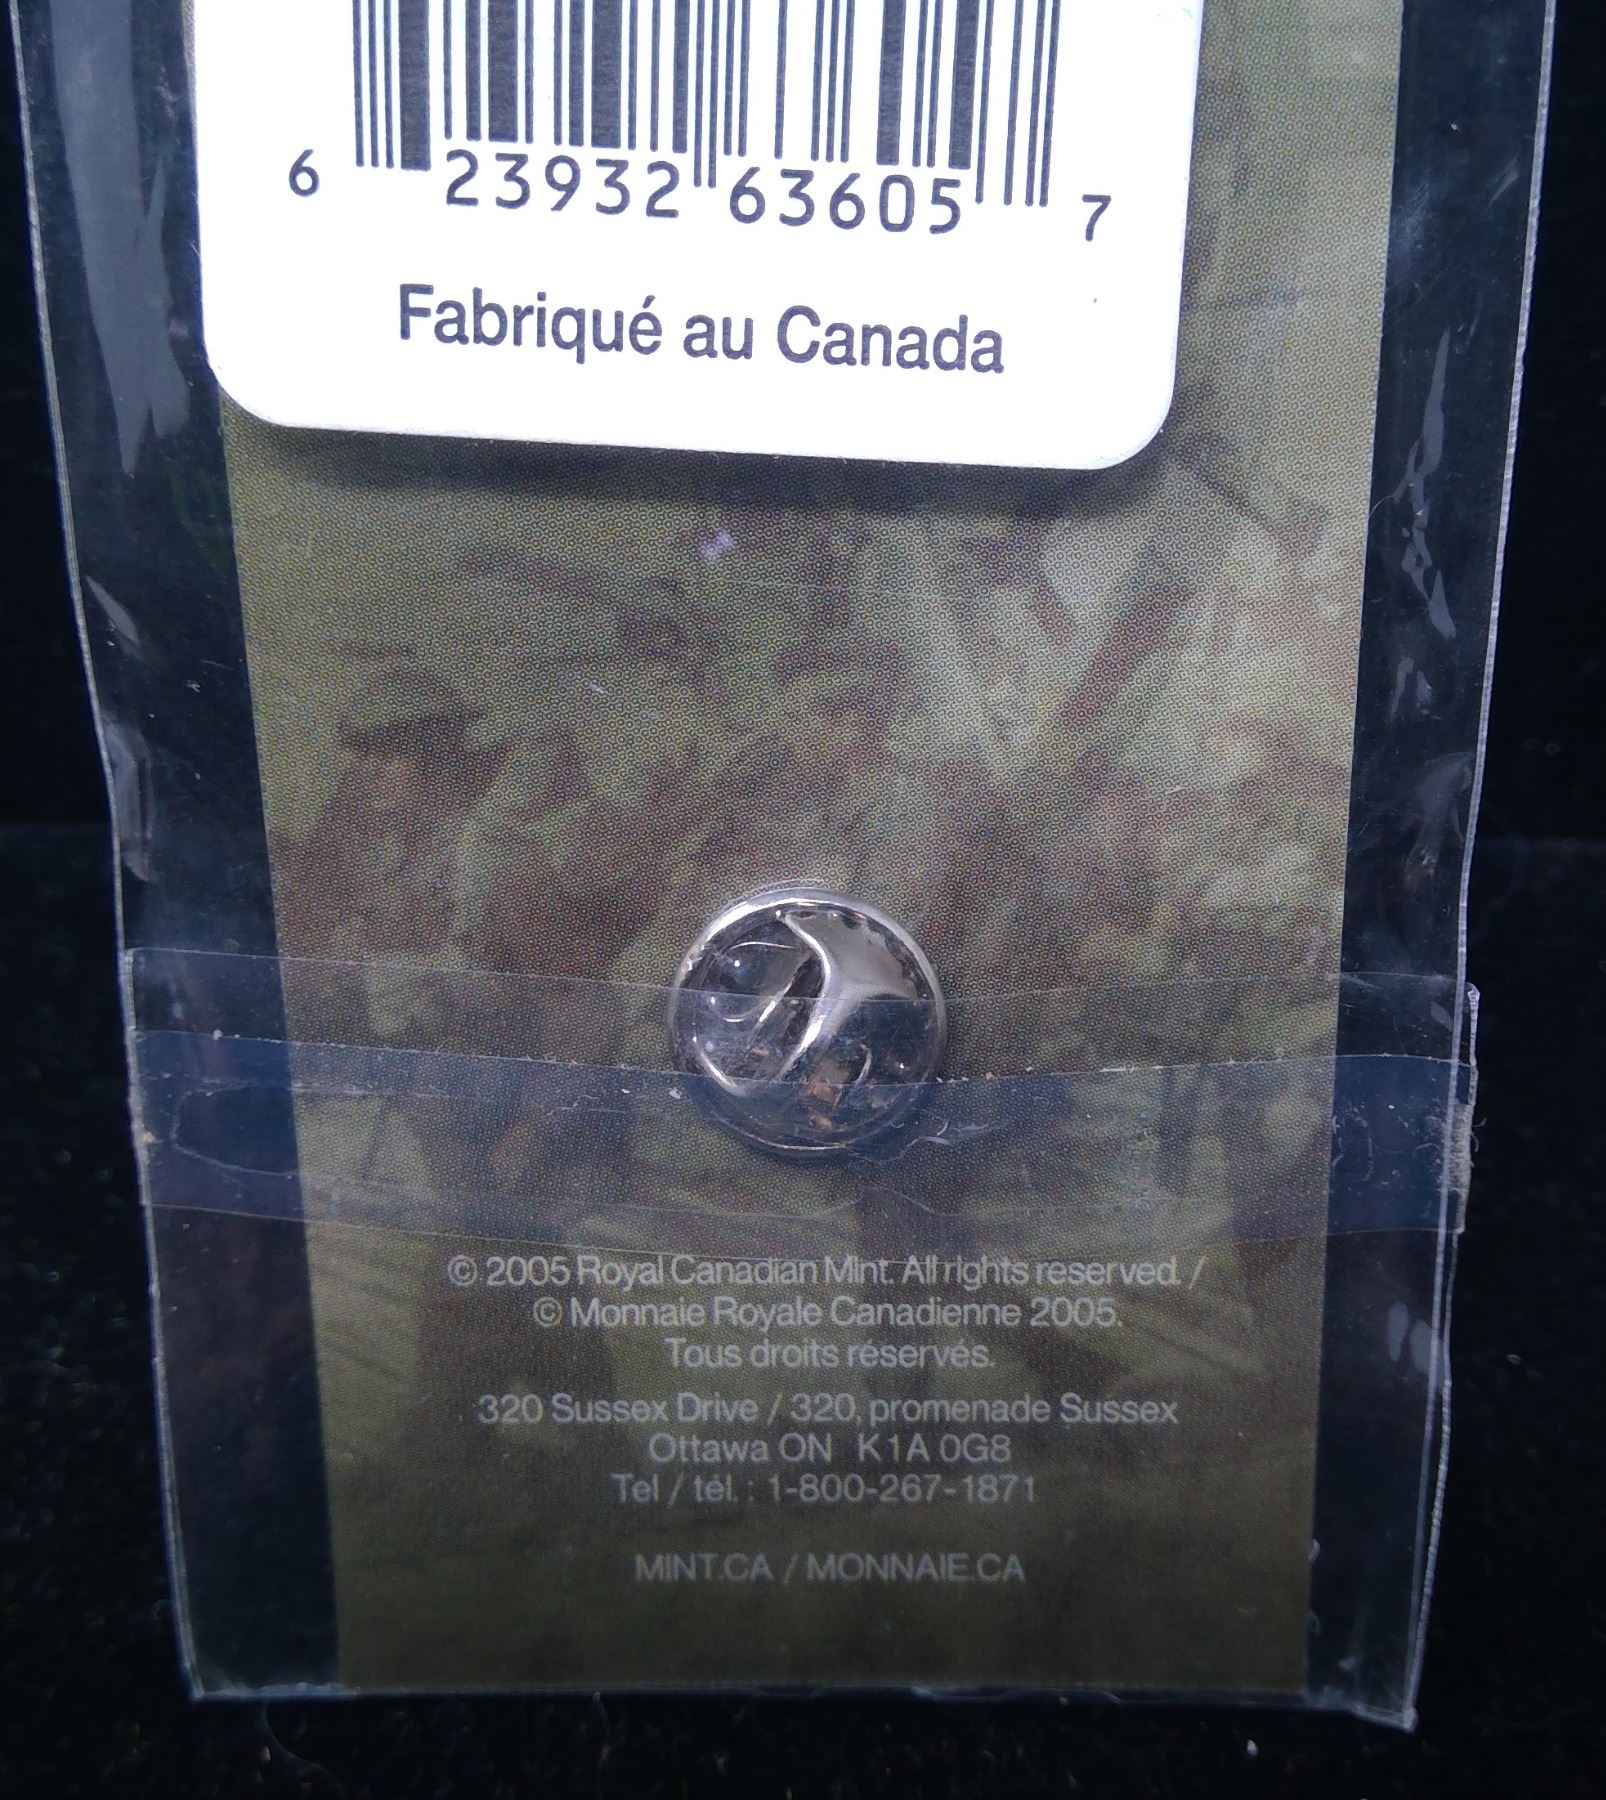 6 23932 63605 7
Fabriqué au Canada
© 2005 Royal Canadian Mint. All rights reserved. /
© Monnaie Royale Canadienne 2005.
Tous droits réservés.
320 Sussex Drive / 320, promenade Sussex
Ottawa ON K1A 0G8
Tel / tél. : 1-800-267-1871
MINT.CA / MONNAIE.CA